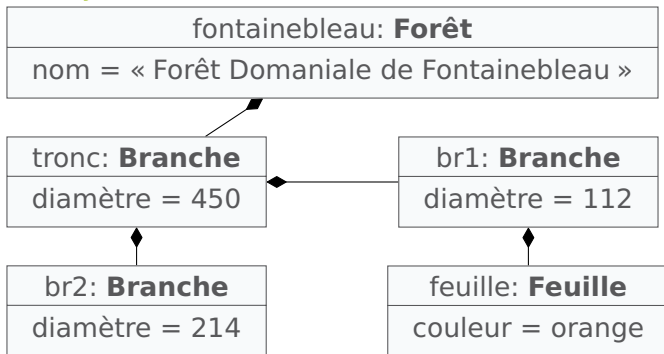 fontainebleau: Forêt
nom = « Forêt Domaniale de Fontainebleau »
tronc: Branche
diamètre = 450
br1: Branche
diamètre = 112
br2: Branche
diamètre = 214
feuille: Feuille
couleur = orange